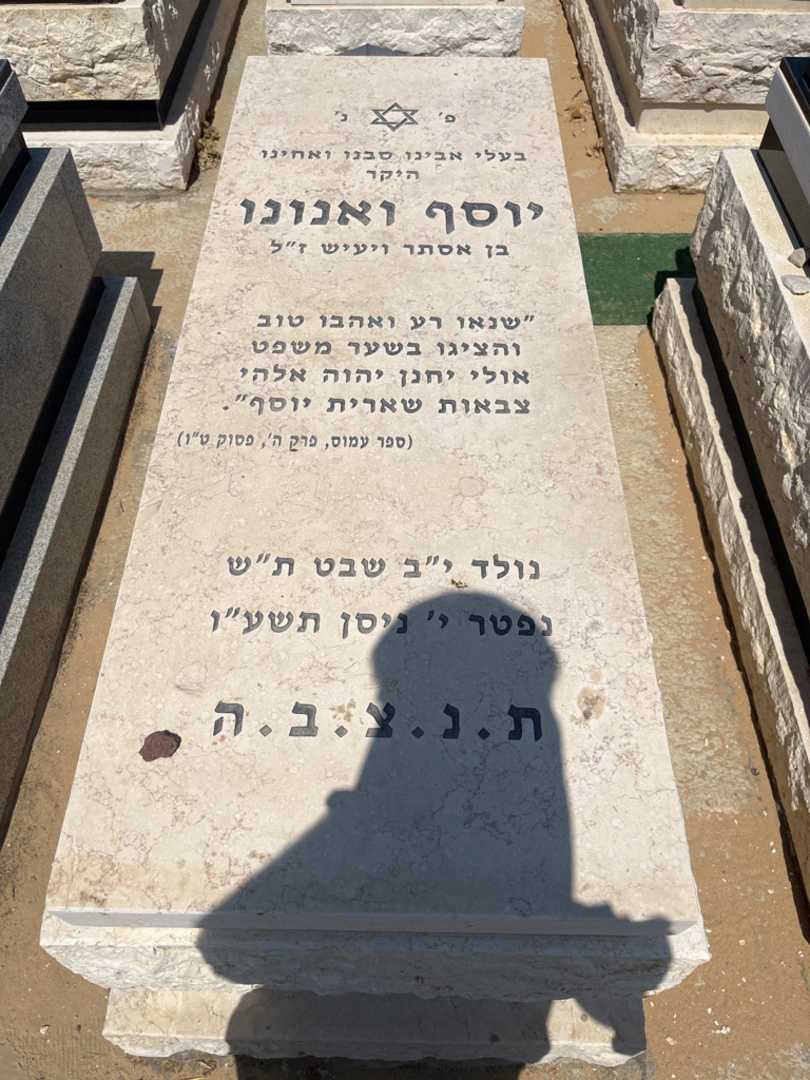 פ׳ נ׳
בעלי אבינו סבנו ואחינו
היקר
יוסף ואנונו
בן אסתר ויעיש ז״ל
״שנאו רע ואהבו טוב
והציגו בשער משפט
אולי יחנן יהוה אלהי
צבאות שארית יוסף״.
(ספר עמוס, פרק ה׳, פסוק ט״ו)
נולד י״ב שבט ת״ש
נפטר י׳ ניסן תשע״ו
ת.נ.צ.ב.ה